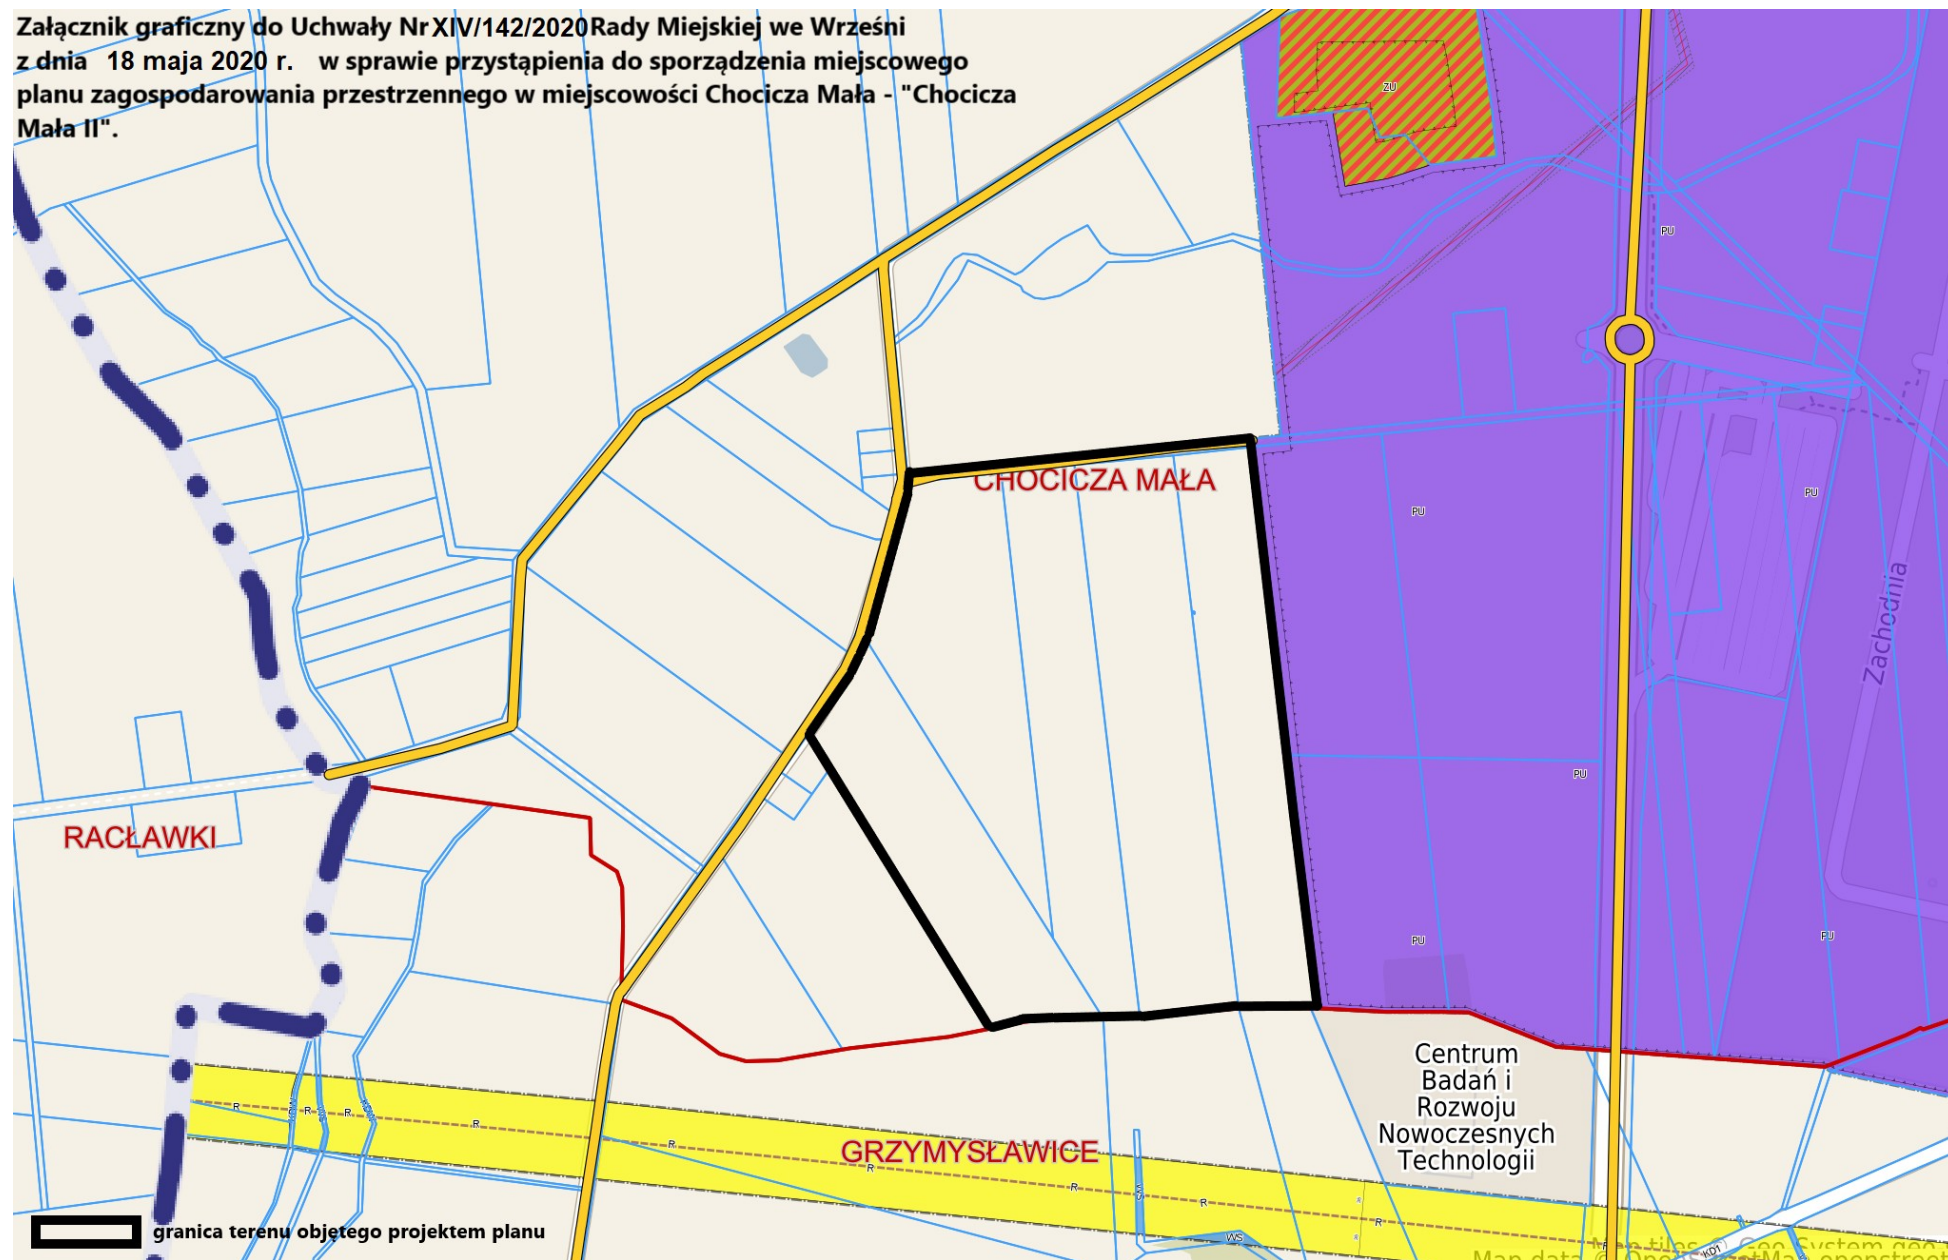 Załącznik graficzny do Uchwały Nr XIV/142/2020 Rady Miejskiej we Wrześni
z dnia 18 maja 2020 r. w sprawie przystąpienia do sporządzenia miejscowego
planu zagospodarowania przestrzennego w miejscowości Chocicza Mała - "Chocicza
Mała II".
ZU
PU
CHOCICZA MAŁA
PU
PU
Zachodnia
PU
RACŁAWKI
PU
PU
Centrum
Badań i
Rozwoju
Nowoczesnych
Technologii
R
R
R
R
R
GRZYMYSŁAWICE
R
R
R
R
WS
KD1
granica terenu objętego projektem planu